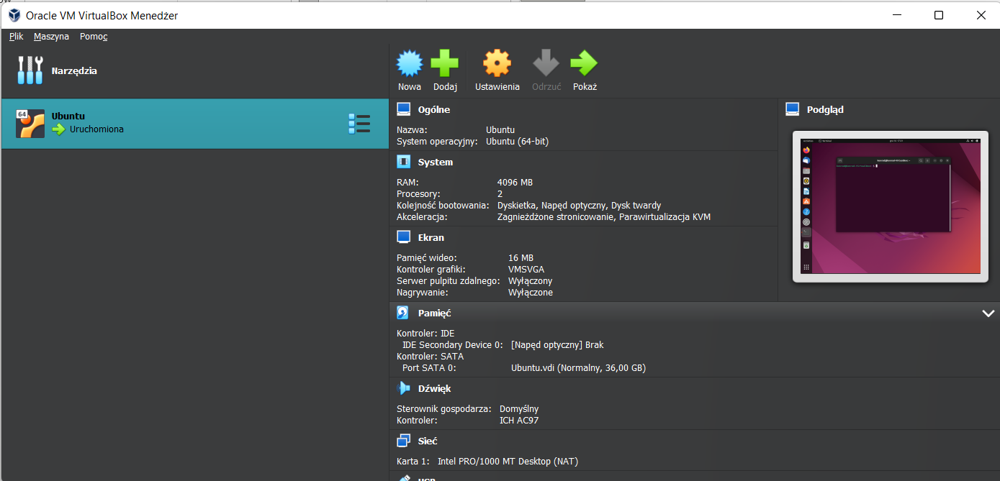 Oracle VM VirtualBox Menedżer
Plik Maszyna Pomoc
Narzędzia
64
Ubuntu
Uruchomiona
Nowa Dodaj Ustawienia Odrzuć Pokaż
Ogólne
Nazwa: Ubuntu
System operacyjny: Ubuntu (64-bit)
System
RAM: 4096 MB
Procesory: 2
Kolejność bootowania: Dyskietka, Napęd optyczny, Dysk twardy
Akceleracja: Zagnieżdżone stronicowanie, Parawirtualizacja KVM
Ekran
Pamięć wideo: 16 MB
Kontroler grafiki: VMSVGA
Serwer pulpitu zdalnego: Wyłączony
Nagrywanie: Wyłączone
Podgląd
Pamięć
Kontroler: IDE
IDE Secondary Device 0: [Napęd optyczny] Brak
Kontroler: SATA
Port SATA 0: Ubuntu.vdi (Normalny, 36,00 GB)
Dźwięk
Sterownik gospodarza: Domyślny
Kontroler: ICH AC97
Sieć
Karta 1: Intel PRO/1000 MT Desktop (NAT)